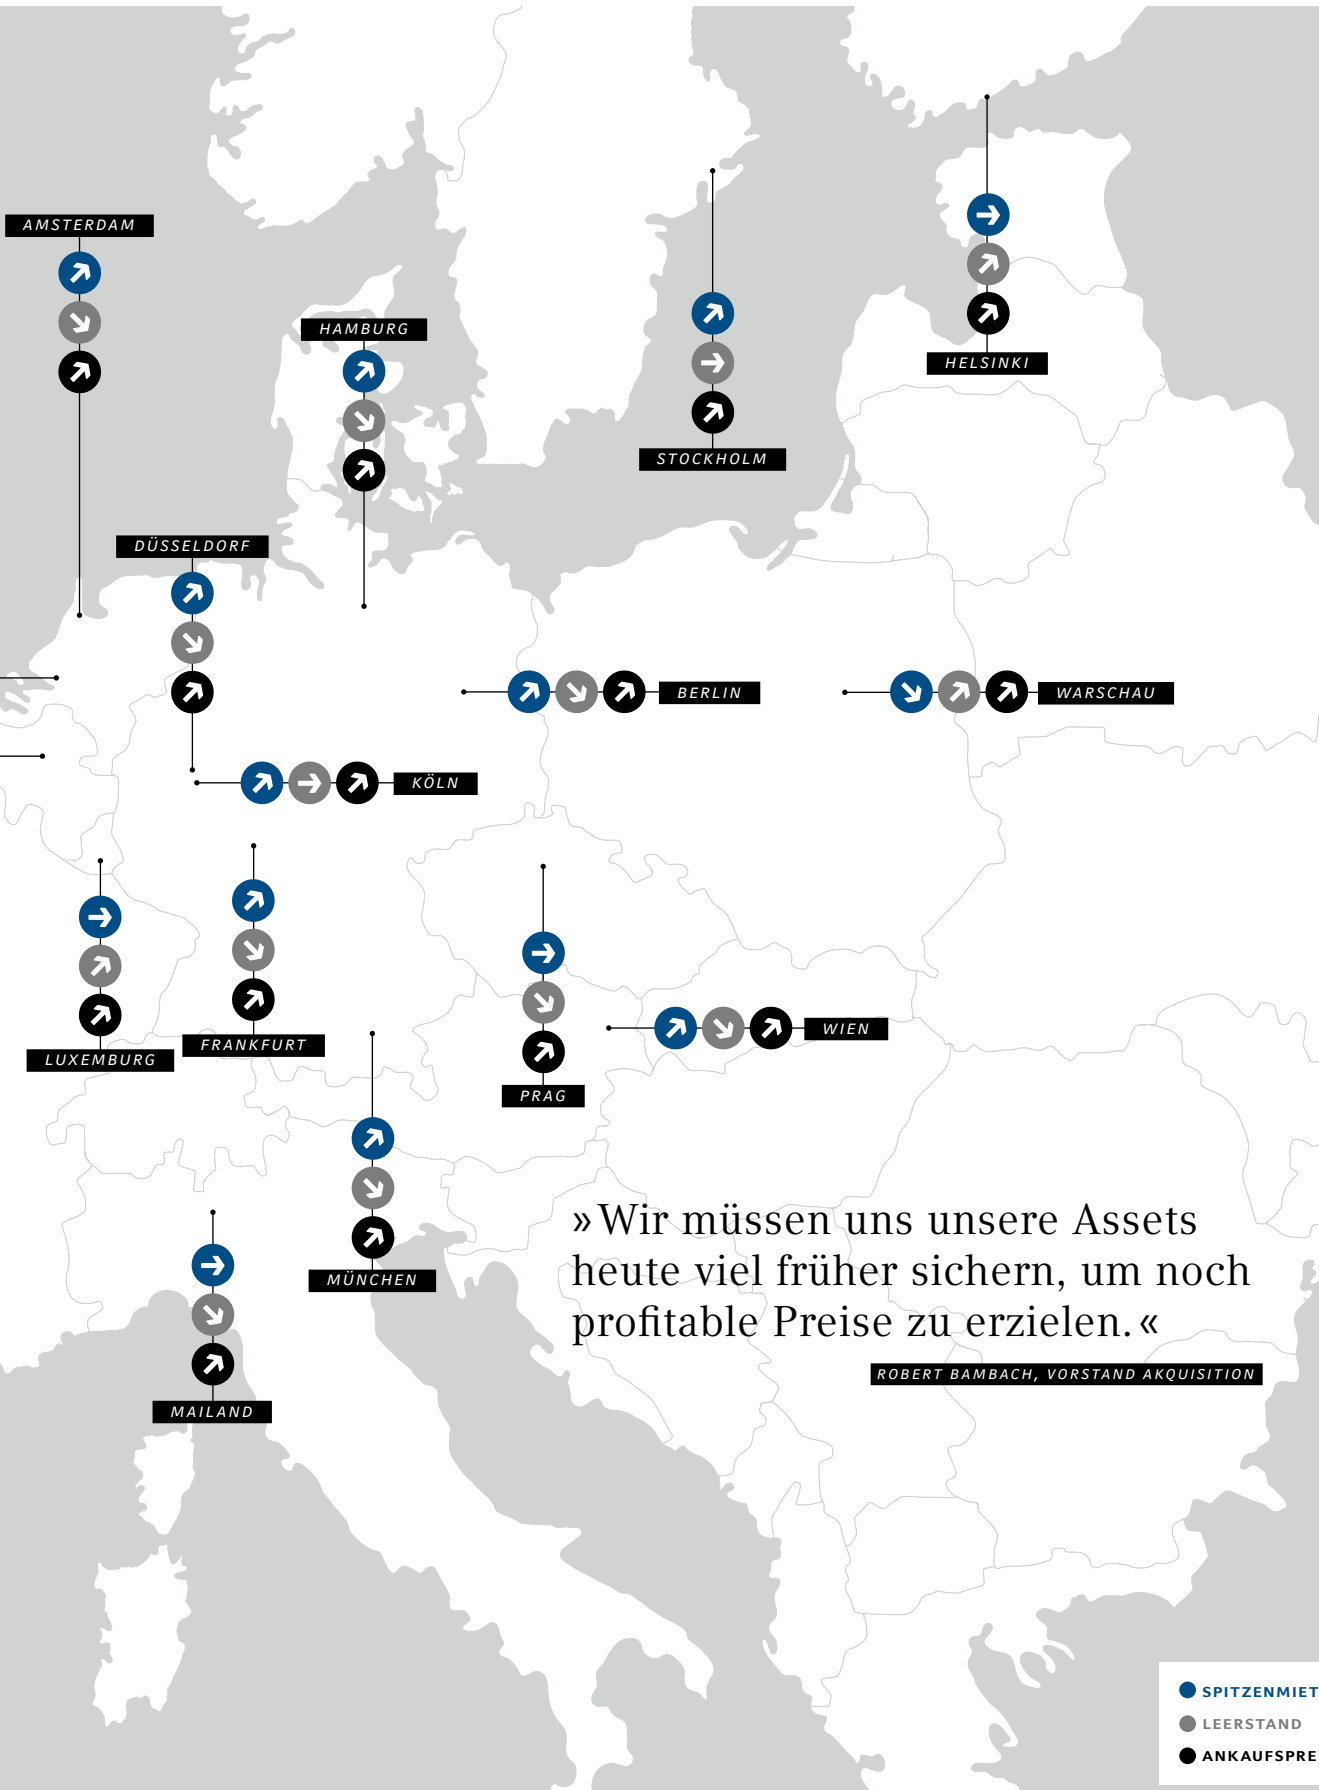 AMSTERDAM
HAMBURG
HELSINKI
STOCKHOLM
DÜSSELDORF
BERLIN
WARSCHAU
KÖLN
WIEN
FRANKFURT
LUXEMBURG
PRAG
»Wir müssen uns unsere Assets
heute viel früher sichern, um noch
profitable Preise zu erzielen.«
ROBERT BAMBACH, VORSTAND AKQUISITION
MÜNCHEN
MAILAND
SPITZENMIET
LEERSTAND
ANKAUFSPRE